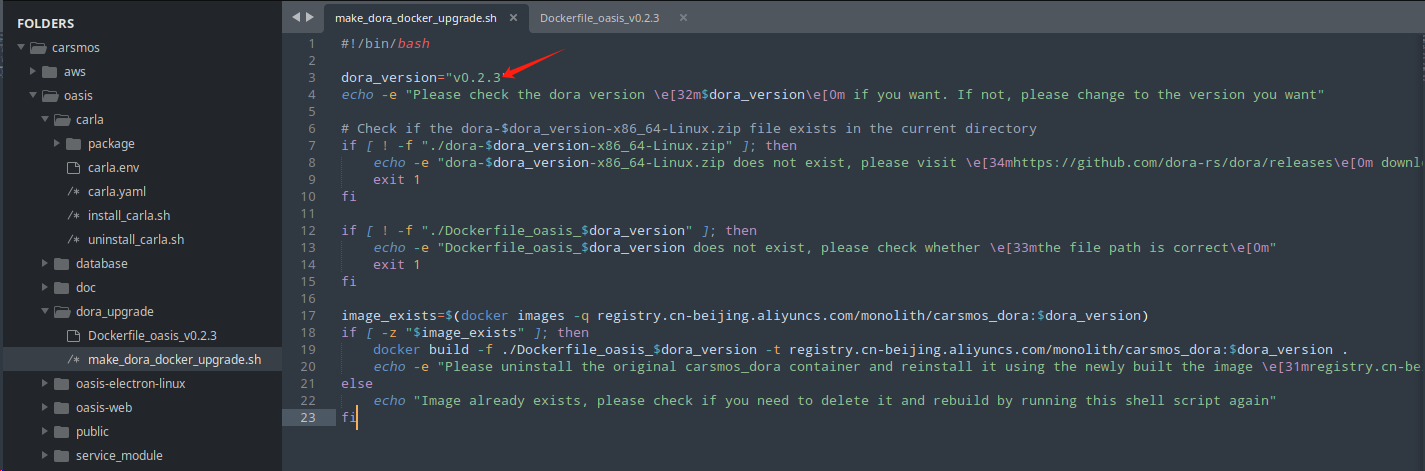 FOLDERS
carsmos
aws
oasis
carla
package
carla.env
/* carla.yaml
/* install_carla.sh
/* uninstall_carla.sh
database
doc
dora_upgrade
Dockerfile_oasis_v0.2.3
/* make_dora_docker_upgrade.sh
oasis-electron-linux
oasis-web
public
service_module
make_dora_docker_upgrade.sh ×
Dockerfile_oasis_v0.2.3 ×
1 #!/bin/bash
2
3 dora_version="v0.2.3"
4 echo -e "Please check the dora version \e[32m$dora_version\e[0m if you want. If not, please change to the version you want"
5
6 # Check if the dora-$dora_version-x86_64-Linux.zip file exists in the current directory
7 if [ ! -f "./dora-$dora_version-x86_64-Linux.zip" ]; then
8 echo -e "dora-$dora_version-x86_64-Linux.zip does not exist, please visit \e[34mhttps://github.com/dora-rs/dora/releases\e[0m downl
9 exit 1
10 fi
11
12 if [ ! -f "./Dockerfile_oasis_$dora_version" ]; then
13 echo -e "Dockerfile_oasis_$dora_version does not exist, please check whether \e[33mthe file path is correct\e[0m"
14 exit 1
15 fi
16
17 image_exists=$(docker images -q registry.cn-beijing.aliyuncs.com/monolith/carsmos_dora:$dora_version)
18 if [ -z "$image_exists" ]; then
19 docker build -f ./Dockerfile_oasis_$dora_version -t registry.cn-beijing.aliyuncs.com/monolith/carsmos_dora:$dora_version .
20 echo -e "Please uninstall the original carsmos_dora container and reinstall it using the newly built the image \e[31mregistry.cn-be
21 else
22 echo "Image already exists, please check if you need to delete it and rebuild by running this shell script again"
23 fi